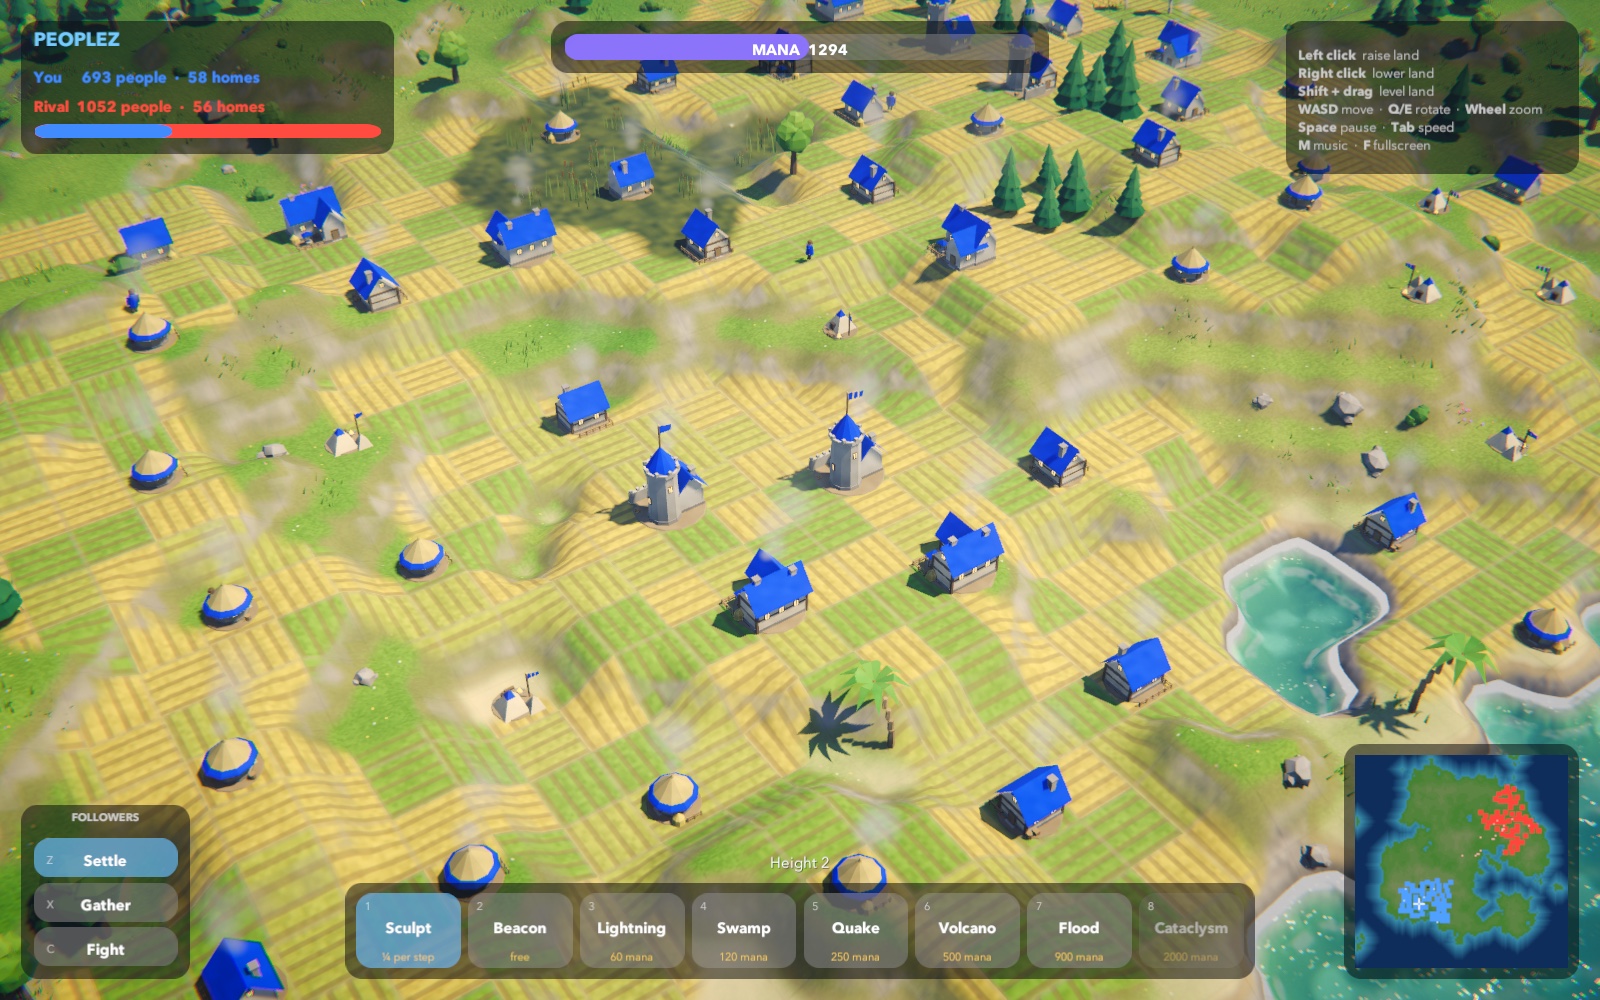 PEOPLEZ
You 693 people · 58 homes
Rival 1052 people · 56 homes
MANA 1294
Left click raise land
Right click lower land
Shift + drag level land
WASD move · Q/E rotate · Wheel zoom
Space pause · Tab speed
M music · F fullscreen
FOLLOWERS
Z Settle
X Gather
C Fight
Height 2
1 Sculpt ¼ per step
2 Beacon free
3 Lightning 60 mana
4 Swamp 120 mana
5 Quake 250 mana
6 Volcano 500 mana
7 Flood 900 mana
8 Cataclysm 2000 mana